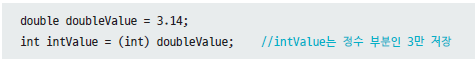 double doubleValue = 3.14;
int intValue = (int) doubleValue;    //intValue는 정수 부분인 3만 저장